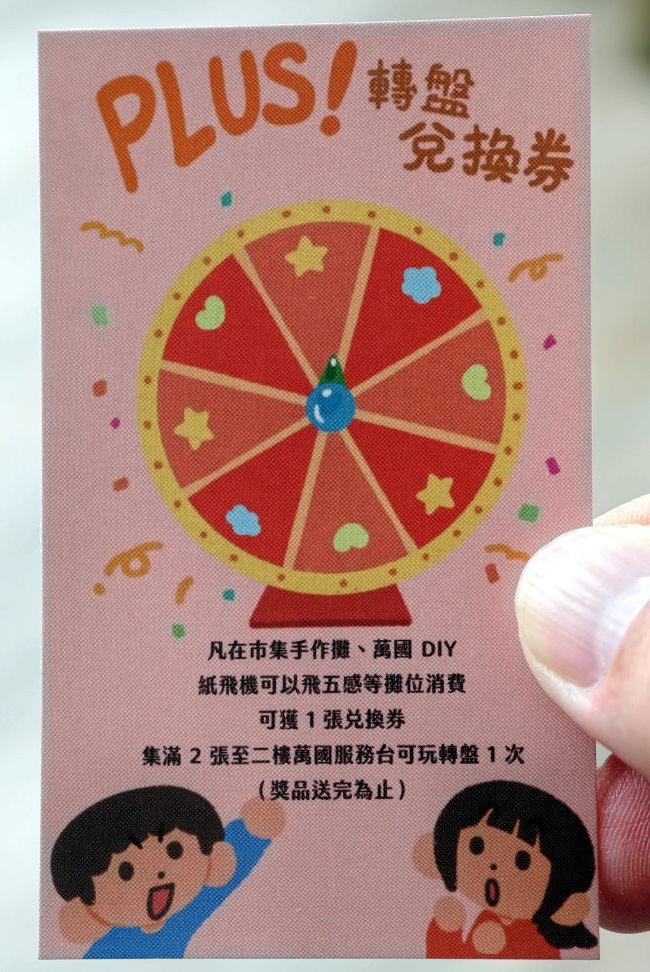 PLUS! 轉盤
兌換券
凡在市集手作攤、萬國 DIY
紙飛機可以飛五感等攤位消費
可獲 1 張兌換券
集滿 2 張至二樓萬國服務台可玩轉盤 1 次
(獎品送完為止)